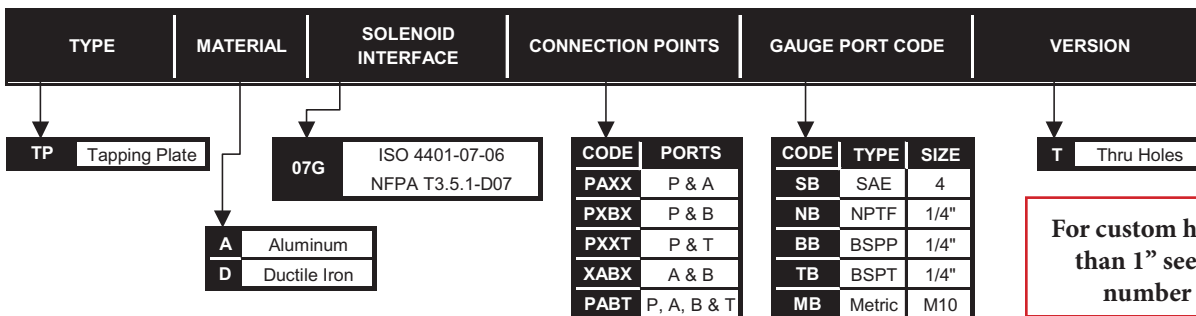 TYPE MATERIAL SOLENOID INTERFACE CONNECTION POINTS GAUGE PORT CODE VERSION
TP Tapping Plate
A Aluminum
D Ductile Iron
07G ISO 4401-07-06
NFPA T3.5.1-D07
CODE PORTS
PAXX P & A
PXBX P & B
PXXT P & T
XABX A & B
PABT P, A, B & T
CODE TYPE SIZE
SB SAE 4
NB NPTF 1/4"
BB BSPP 1/4"
TB BSPT 1/4"
MB Metric M10
T Thru Holes
For custom h
than 1” see
number